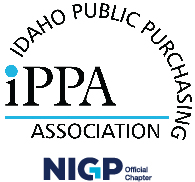 IDAHO PUBLIC PURCHASING
iPPA
ASSOCIATION
NIGP Official
Chapter